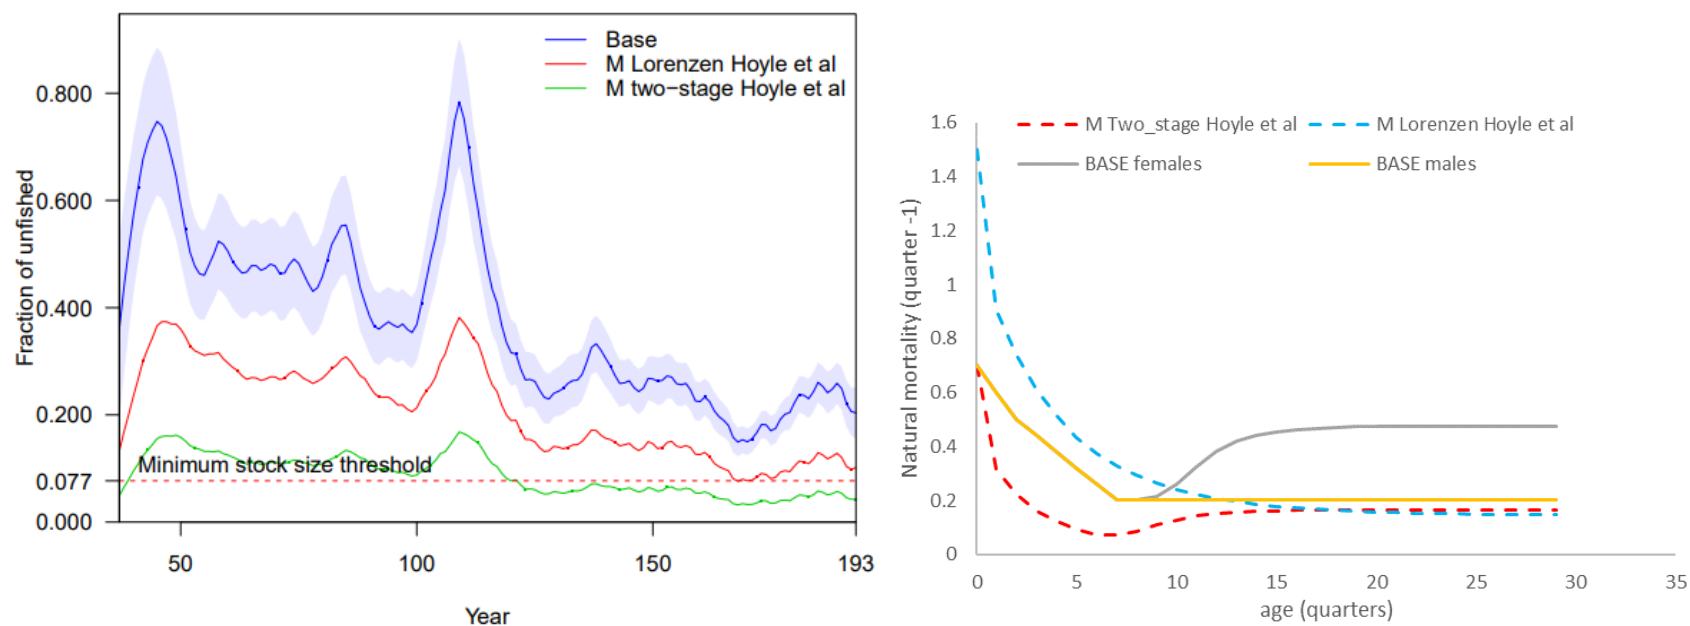 Base
M Lorenzen Hoyle et al
M two−stage Hoyle et al
Fraction of unfished
0.800
0.600
0.400
0.200
0.077
0.000
Minimum stock size threshold
50
100
150
193
Year
M Two_stage Hoyle et al
M Lorenzen Hoyle et al
BASE females
BASE males
Natural mortality (quarter -1)
1.6
1.4
1.2
1
0.8
0.6
0.4
0.2
0
0
5
10
15
20
25
30
35
age (quarters)